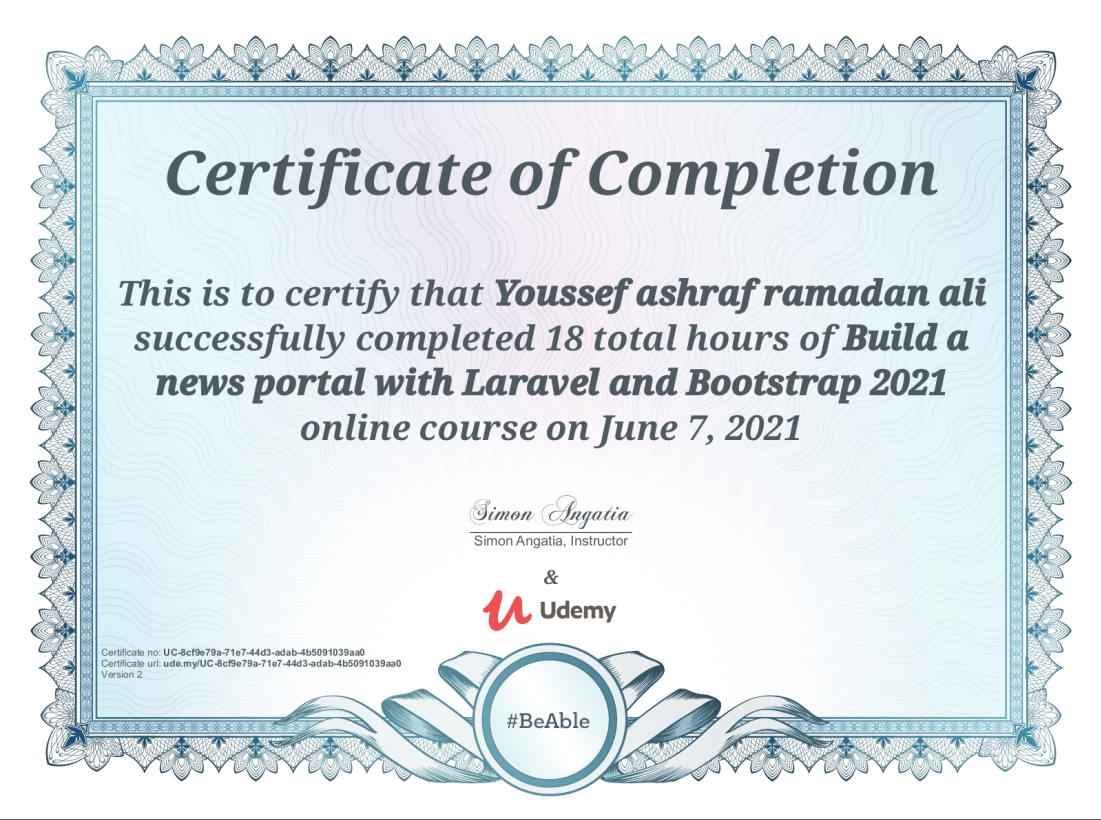 Certificate of Completion
This is to certify that Youssef ashraf ramadan ali
successfully completed 18 total hours of Build a
news portal with Laravel and Bootstrap 2021
online course on June 7, 2021
Simon Angatia
Simon Angatia, Instructor
&
Udemy
Certificate no: UC-8cf9e79a-71e7-44d3-adab-4b5091039aa0
Certificate url: ude.my/UC-8cf9e79a-71e7-44d3-adab-4b5091039aa0
Version 2
#BeAble